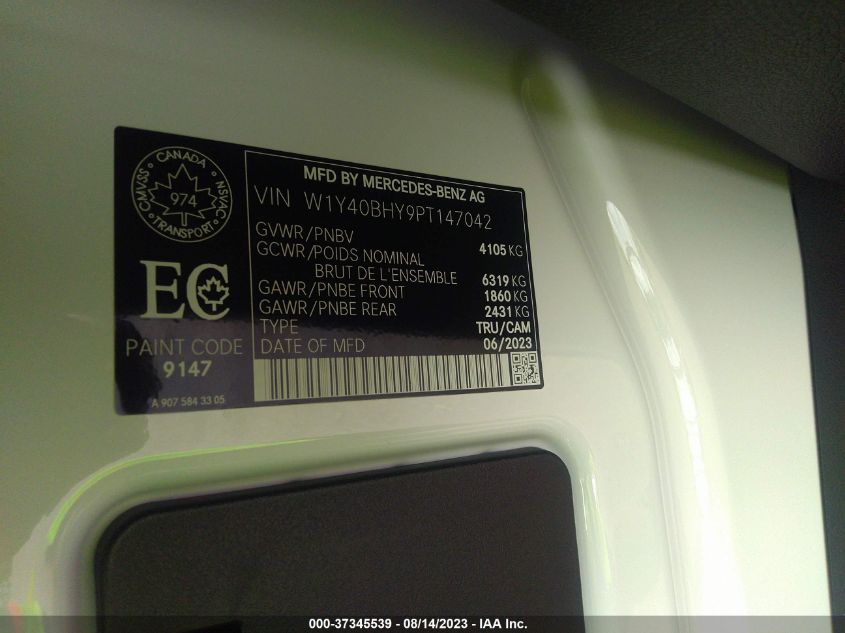 CANADA
CMVSS
974
NSVAC
TRANSPORT
EC
PAINT CODE
9147
A 907 584 33 05
MFD BY MERCEDES-BENZ AG
VIN W1Y40BHY9PT147042
GVWR/PNBV 4105 KG
GCWR/POIDS NOMINAL
BRUT DE L'ENSEMBLE 6319 KG
GAWR/PNBE FRONT 1860 KG
GAWR/PNBE REAR 2431 KG
TYPE TRU/CAM
DATE OF MFD 06/2023
000-37345539 - 08/14/2023 - IAA Inc.